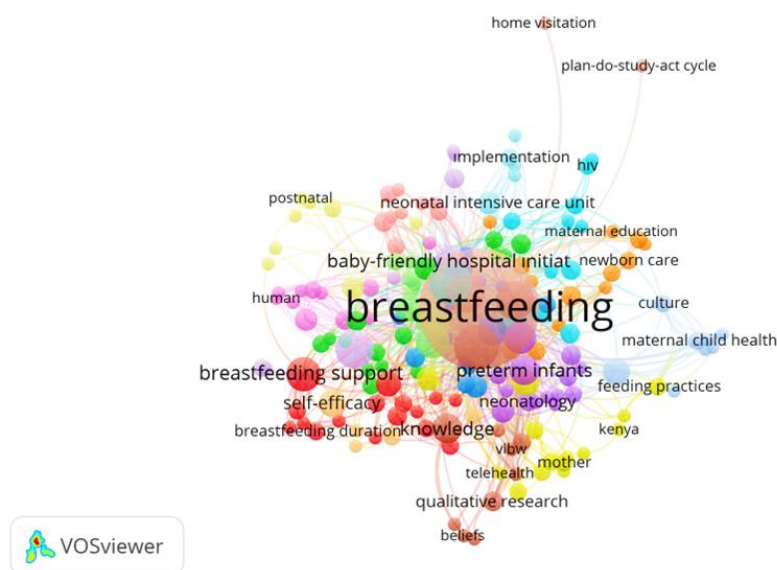 home visitation
plan-do-study-act cycle
implementation
hiv
postnatal
neonatal intensive care unit
maternal education
baby-friendly hospital initiat
newborn care
human
breastfeeding
culture
maternal child health
breastfeeding support
preterm infants
feeding practices
self-efficacy
neonatology
breastfeeding duration
knowledge
kenya
vlbw
mother
telehealth
qualitative research
beliefs
VOSviewer